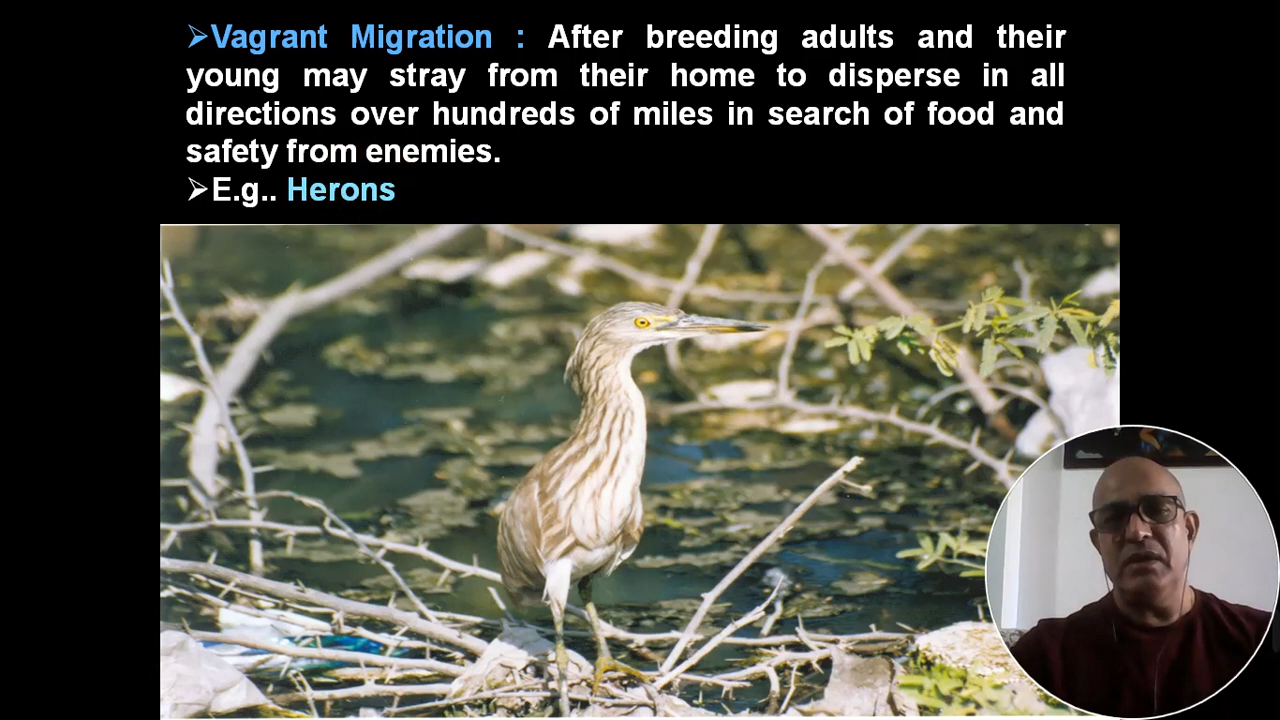 ➢Vagrant Migration : After breeding adults and their
young may stray from their home to disperse in all
directions over hundreds of miles in search of food and
safety from enemies.
➢E.g.. Herons